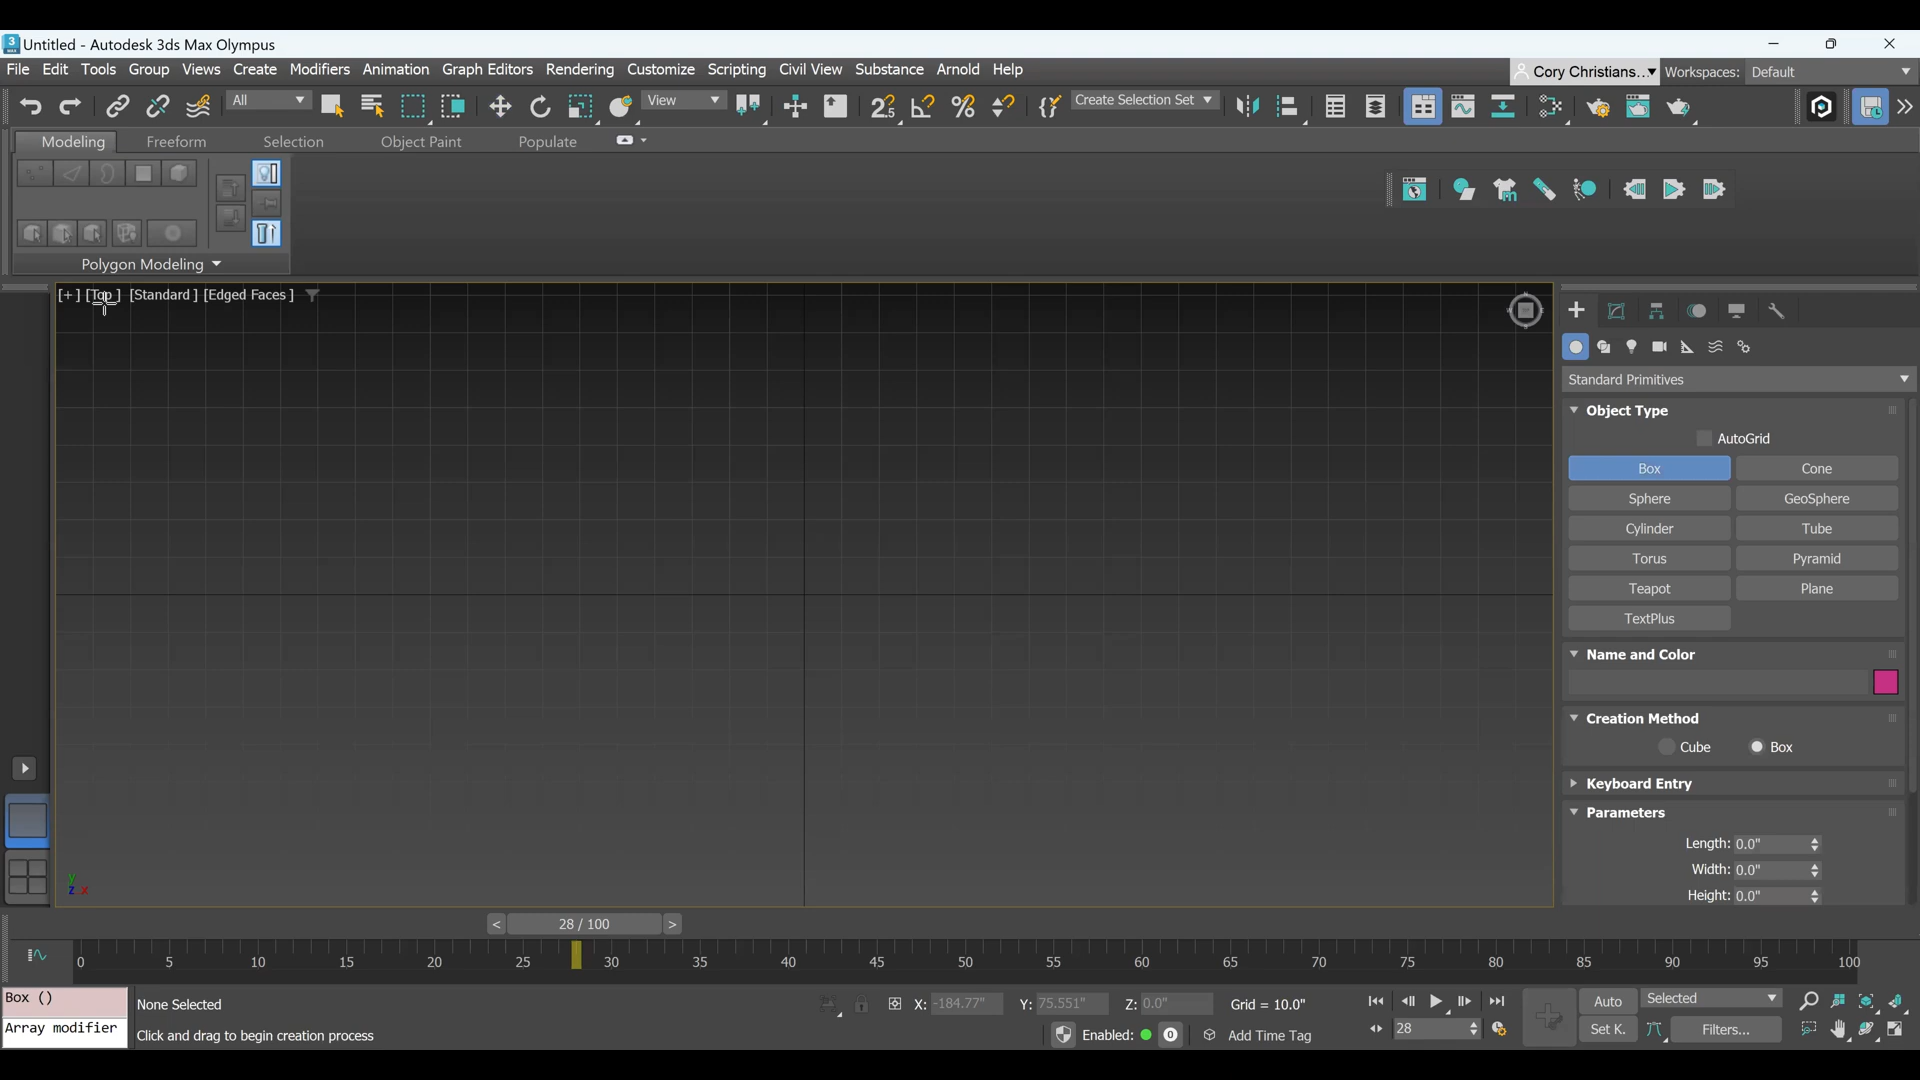 Untitled - Autodesk 3ds Max Olympus
File Edit Tools Group Views Create Modifiers Animation Graph Editors Rendering Customize Scripting Civil View Substance Arnold Help
Cory Christians... Workspaces: Default
All View Create Selection Set
Modeling Freeform Selection Object Paint Populate
Polygon Modeling
[+] [Top] [Standard] [Edged Faces]
Standard Primitives
Object Type
AutoGrid
Box Cone
Sphere GeoSphere
Cylinder Tube
Torus Pyramid
Teapot Plane
TextPlus
Name and Color
Creation Method
Cube Box
Keyboard Entry
Parameters
Length: 0.0"
Width: 0.0"
Height: 0.0"
y
z x
< 28 / 100 >
0 5 10 15 20 25 30 35 40 45 50 55 60 65 70 75 80 85 90 95 100
Box ()
Array modifier
None Selected
Click and drag to begin creation process
X: -184.77" Y: 75.551" Z: 0.0" Grid = 10.0"
Enabled: 0 Add Time Tag
28
Auto Selected
Set K. Filters...